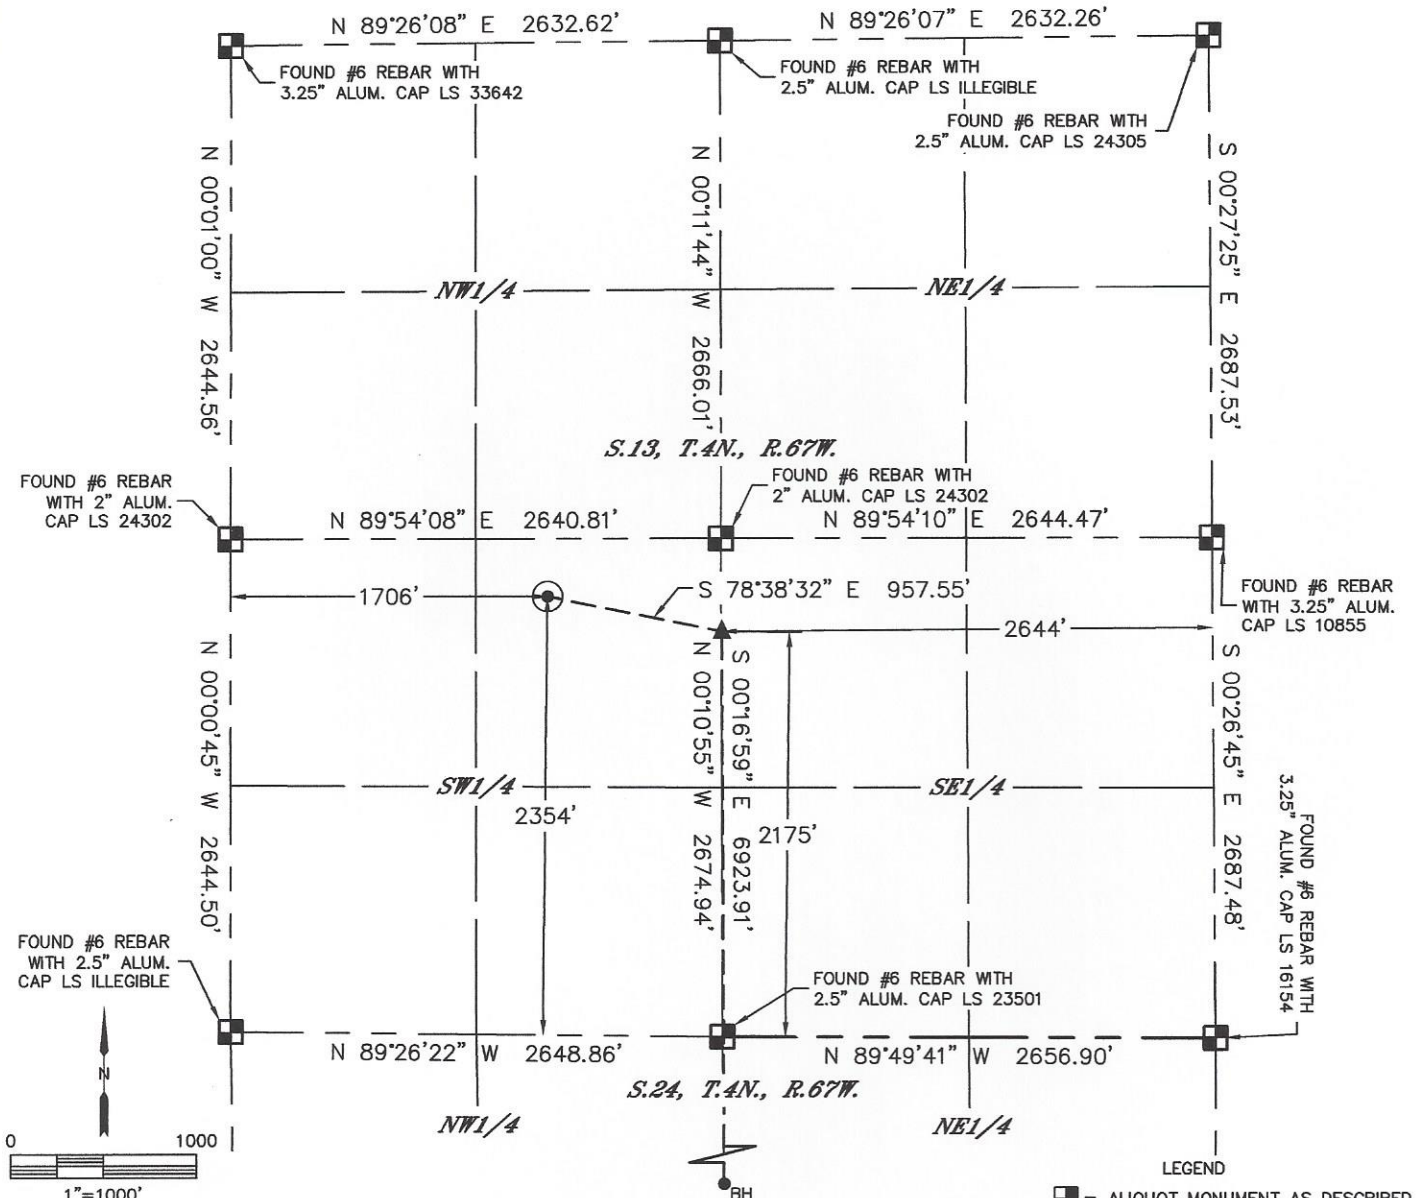 N 89°26'08" E 2632.62'
N 89°26'07" E 2632.26'
FOUND #6 REBAR WITH
3.25" ALUM. CAP LS 33642
FOUND #6 REBAR WITH
2.5" ALUM. CAP LS ILLEGIBLE
FOUND #6 REBAR WITH
2.5" ALUM. CAP LS 24305
N 00°01'00" W 2644.56'
N 00°11'44" W 2666.01'
S 00°27'25" E 2687.53'
NW1/4
NE1/4
S.13, T.4N., R.67W.
FOUND #6 REBAR
WITH 2" ALUM.
CAP LS 24302
FOUND #6 REBAR WITH
2" ALUM. CAP LS 24302
N 89°54'08" E 2640.81'
N 89°54'10" E 2644.47'
1706'
S 78°38'32" E 957.55'
FOUND #6 REBAR
WITH 3.25" ALUM.
CAP LS 10855
2644'
N 00°00'45" W 2644.50'
N 00°10'55" W 2674.94'
S 00°16'59" E 6923.91'
S 00°26'45" E 2687.48'
SW1/4
SE1/4
2354'
2175'
FOUND #6 REBAR WITH
3.25" ALUM. CAP LS 16154
FOUND #6 REBAR
WITH 2.5" ALUM.
CAP LS ILLEGIBLE
FOUND #6 REBAR WITH
2.5" ALUM. CAP LS 23501
N 89°26'22" W 2648.86'
N 89°49'41" W 2656.90'
S.24, T.4N., R.67W.
N
NW1/4
NE1/4
0 1000
1"=1000'
BH
LEGEND
= ALIQUOT MONUMENT AS DESCRIBED